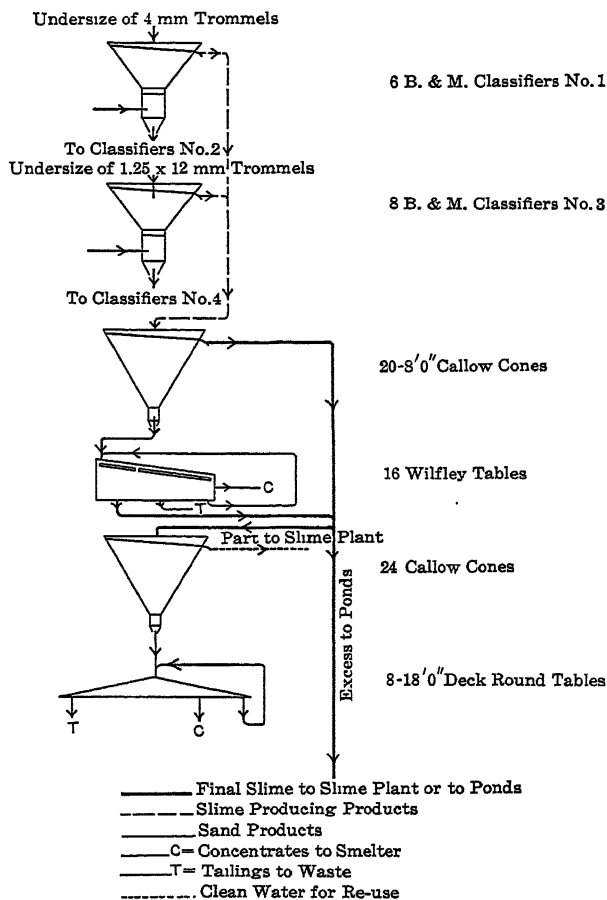 Undersize of 4 mm Trommels
6 B. & M. Classifiers No.1
To Classifiers No.2
Undersize of 1.25 x 12 mm Trommels
8 B. & M. Classifiers No.3
To Classifiers No.4
20-8'0" Callow Cones
16 Wilfley Tables
C
T
Part to Slime Plant
24 Callow Cones
Excess to Ponds
8-18'0" Deck Round Tables
T
C
Final Slime to Slime Plant or to Ponds
Slime Producing Products
Sand Products
C= Concentrates to Smelter
T= Tailings to Waste
Clean Water for Re-use